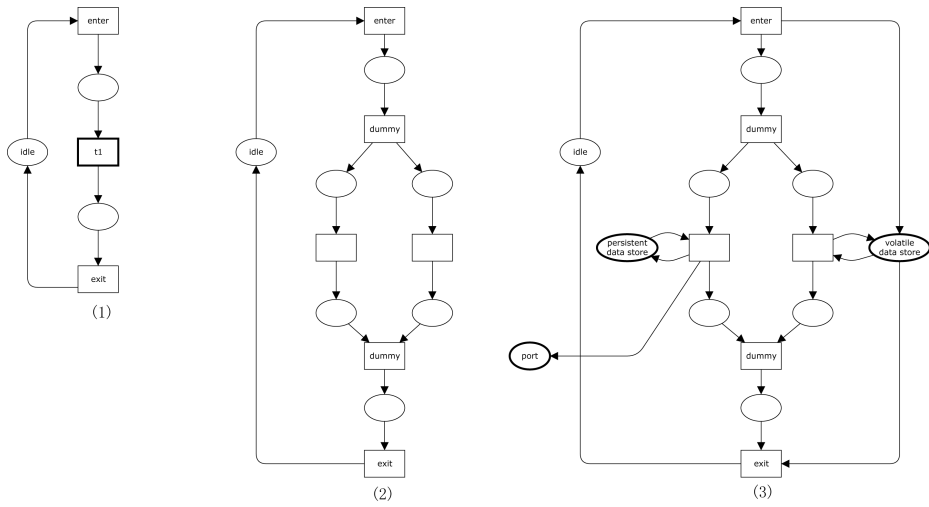 enter
idle
t1
exit
(1)
enter
dummy
idle
dummy
exit
(2)
enter
dummy
idle
persistent
data store
volatile
data store
port
dummy
exit
(3)